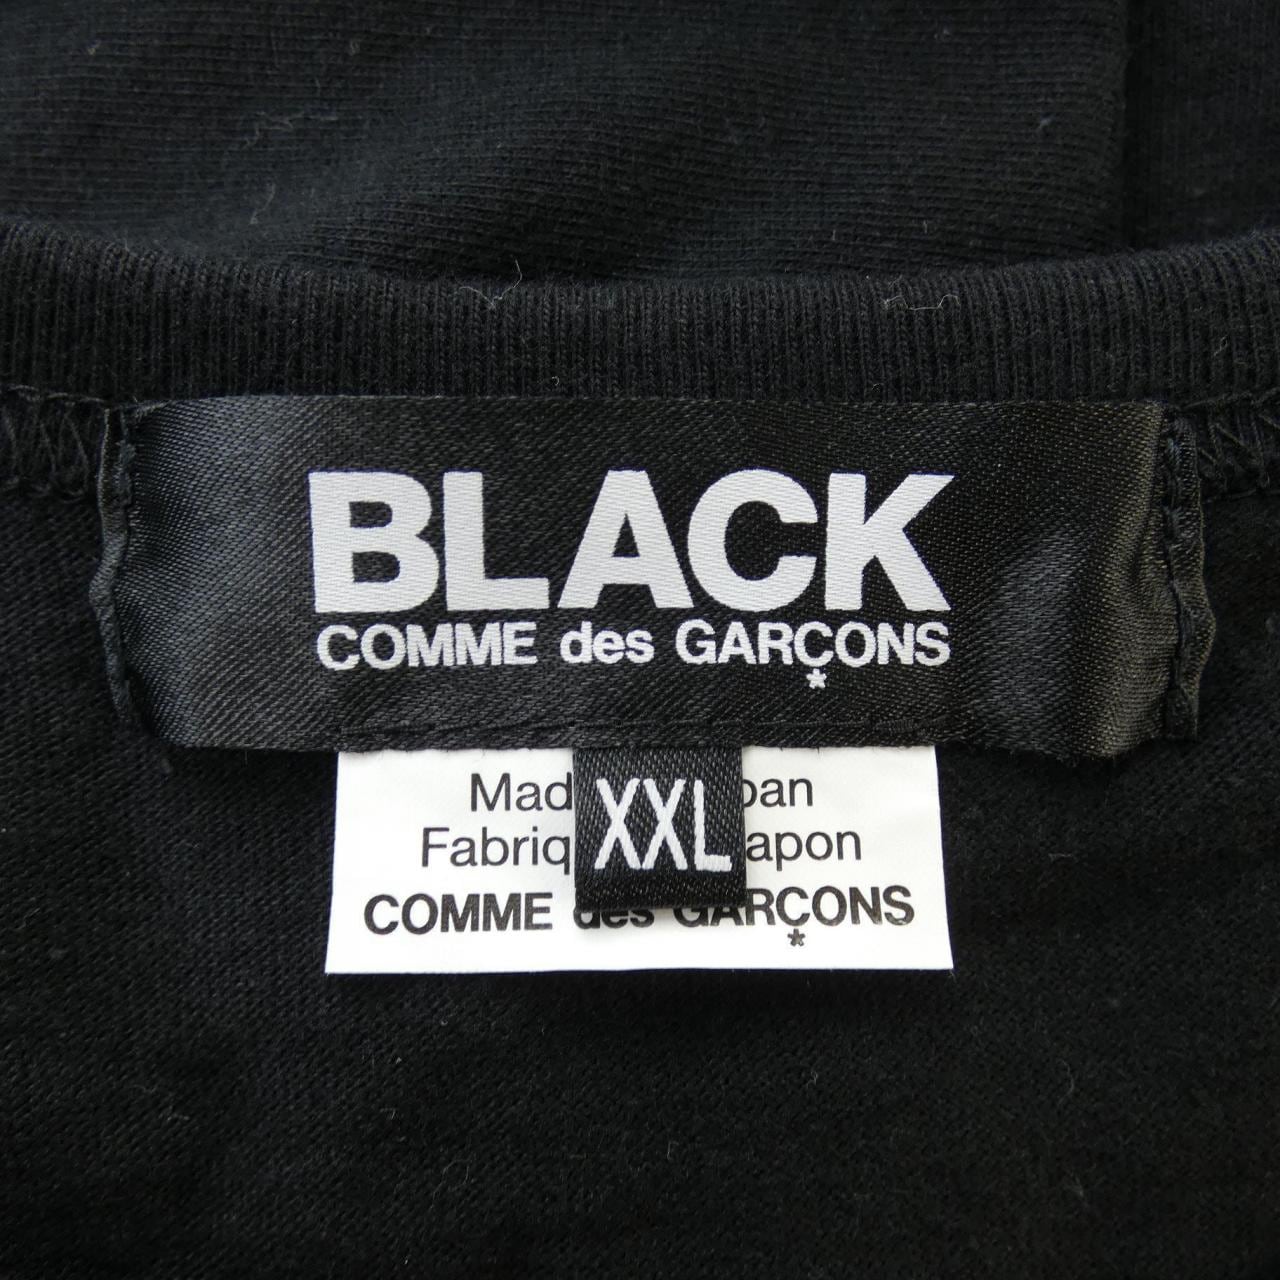 BLACK
COMME des GARÇONS
*
Mad XXL pan
Fabriq apon
COMME des GARÇONS
*